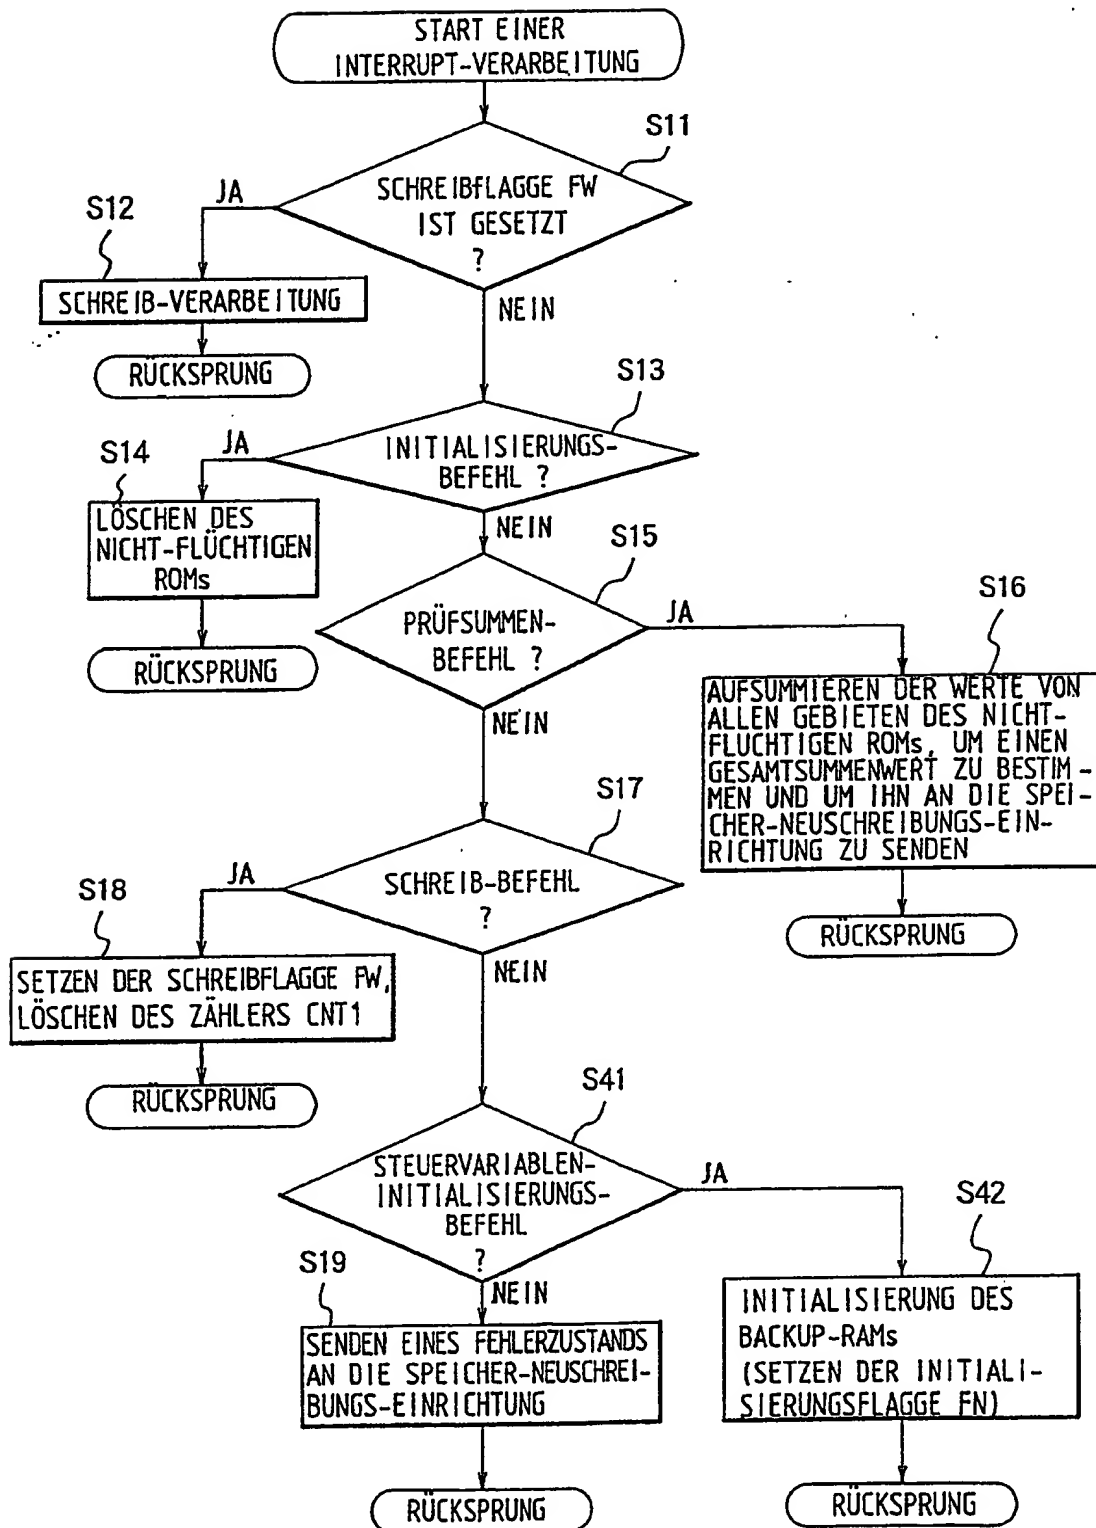 START EINER
INTERRUPT-VERARBEITUNG
S11
SCHREIBFLAGGE FW
IST GESETZT
?
JA
S12
SCHREIB-VERARBEITUNG
NEIN
RÜCKSPRUNG
S13
INITIALISIERUNGS-
BEFEHL ?
JA
S14
LÖSCHEN DES
NICHT-FLÜCHTIGEN
ROMs
NEIN
RÜCKSPRUNG
S15
PRÜFSUMMEN-
BEFEHL ?
JA
S16
AUFSUMMIEREN DER WERTE VON
ALLEN GEBIETEN DES NICHT-
FLUCHTIGEN ROMs, UM EINEN
GESAMTSUMMENWERT ZU BESTIM-
MEN UND UM IHN AN DIE SPEI-
CHER-NEUSCHREIBUNGS-EIN-
RICHTUNG ZU SENDEN
RÜCKSPRUNG
NEIN
S17
SCHREIB-BEFEHL
?
JA
S18
SETZEN DER SCHREIBFLAGGE FW,
LÖSCHEN DES ZÄHLERS CNT1
RÜCKSPRUNG
NEIN
S41
STEUERVARIABLEN-
INITIALISIERUNGS-
BEFEHL
?
JA
S42
INITIALISIERUNG DES
BACKUP-RAMs
(SETZEN DER INITIALI-
SIERUNGSFLAGGE FN)
RÜCKSPRUNG
NEIN
S19
SENDEN EINES FEHLERZUSTANDS
AN DIE SPEICHER-NEUSCHREI-
BUNGS-EINRICHTUNG
RÜCKSPRUNG